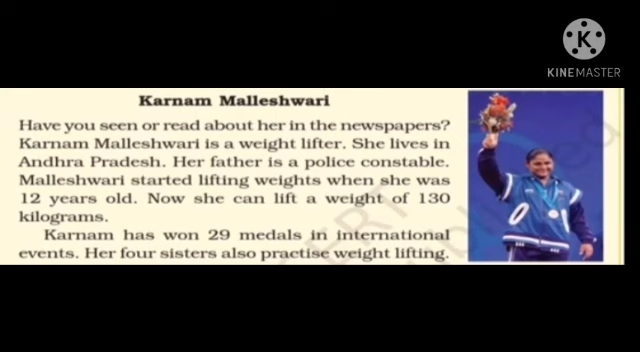 K
KINEMASTER
Karnam Malleshwari
Have you seen or read about her in the newspapers?
Karnam Malleshwari is a weight lifter. She lives in
Andhra Pradesh. Her father is a police constable.
Malleshwari started lifting weights when she was
12 years old. Now she can lift a weight of 130
kilograms.
Karnam has won 29 medals in international
events. Her four sisters also practise weight lifting.